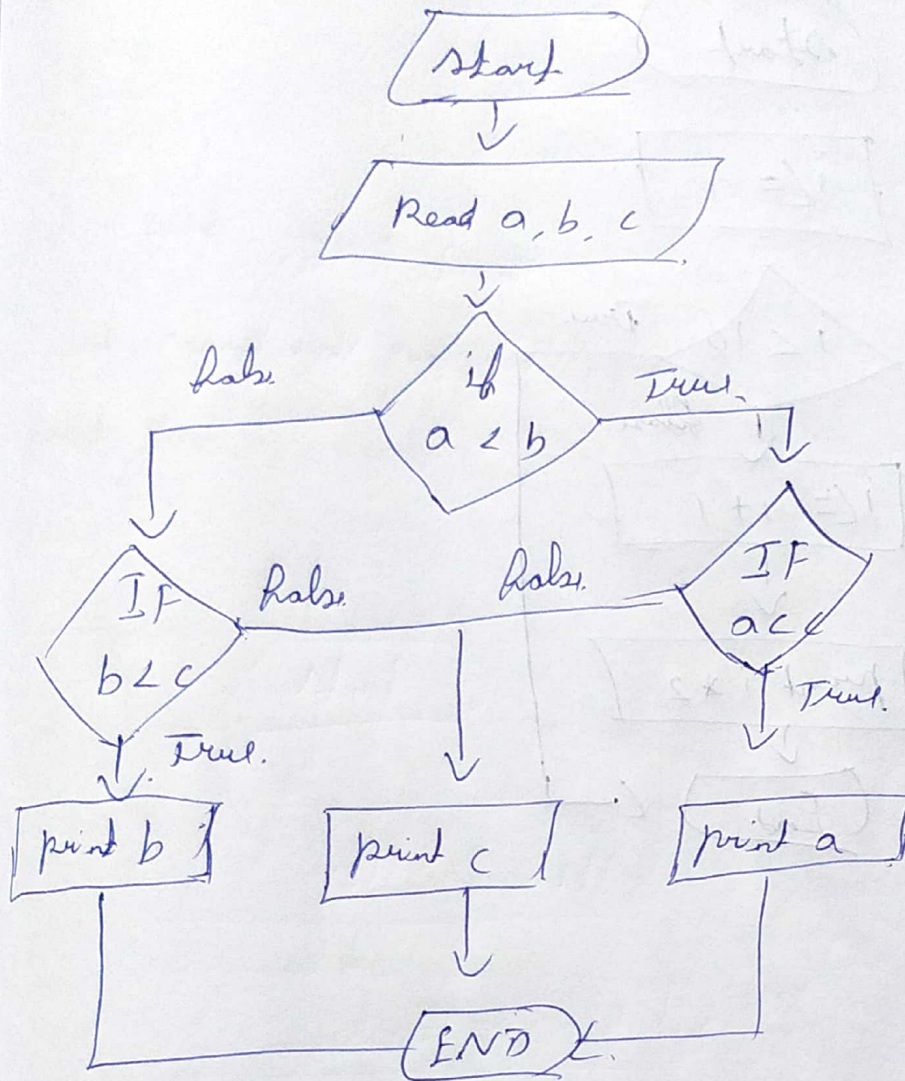 start
Read a, b, c
if
a < b
False
True.
IF
b < c
False
False
IF
a < c
True.
True.
print b
print c
print a
END